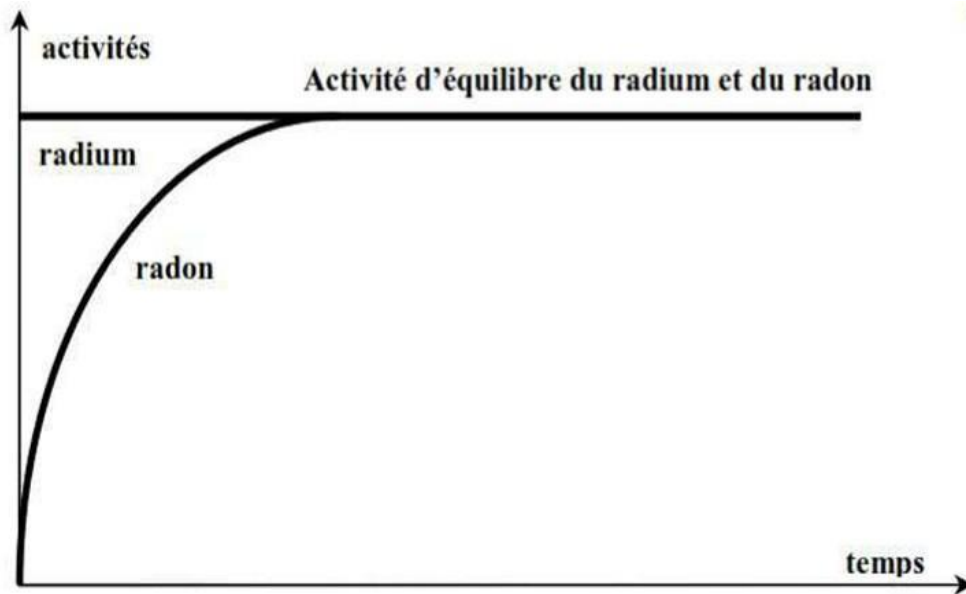 activités
Activité d'équilibre du radium et du radon
radium
radon
temps